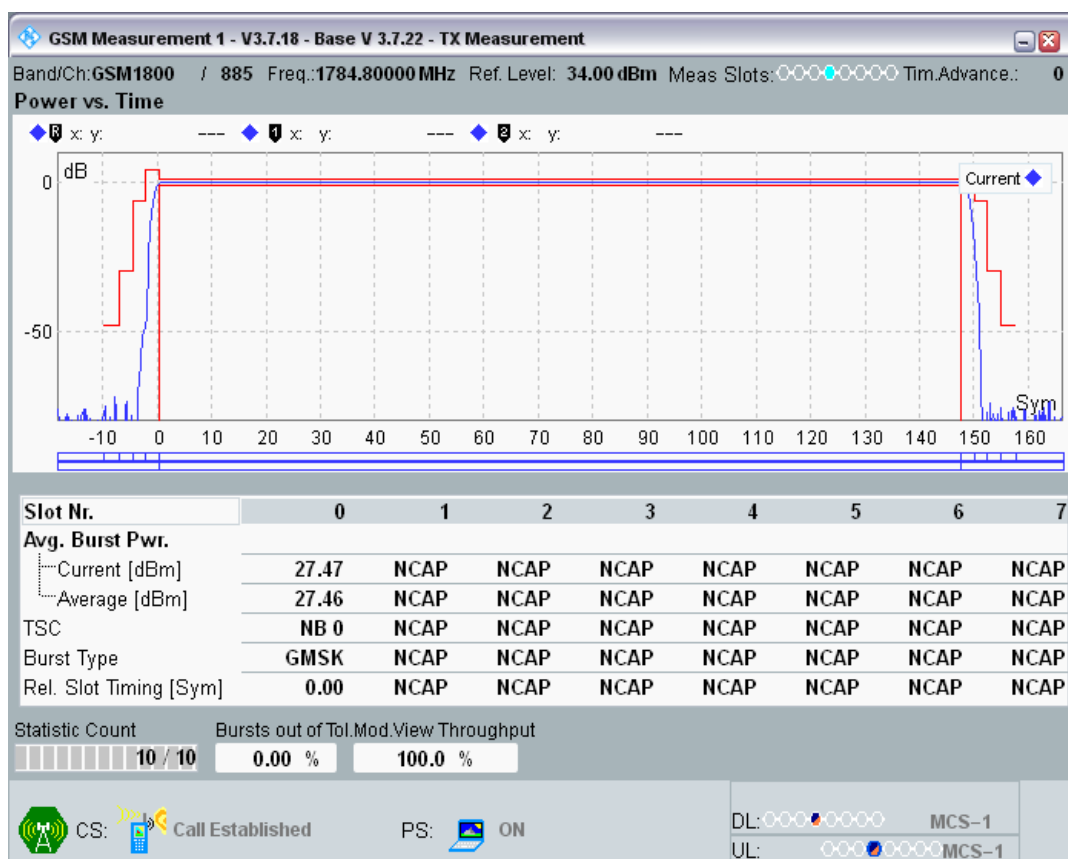 GSM Measurement 1 - V3.7.18 - Base V 3.7.22 - TX Measurement
Band/Ch:GSM1800 / 885 Freq.:1784.80000 MHz Ref. Level: 34.00 dBm Meas Slots: Tim.Advance.: 0
Power vs. Time
R x: y: --- 1 x: y: --- 2 x: y: ---
dB
0
Current
-50
Sym
-10 0 10 20 30 40 50 60 70 80 90 100 110 120 130 140 150 160
Slot Nr. 0 1 2 3 4 5 6 7
Avg. Burst Pwr.
Current [dBm] 27.47 NCAP NCAP NCAP NCAP NCAP NCAP NCAP
Average [dBm] 27.46 NCAP NCAP NCAP NCAP NCAP NCAP NCAP
TSC NB 0 NCAP NCAP NCAP NCAP NCAP NCAP NCAP
Burst Type GMSK NCAP NCAP NCAP NCAP NCAP NCAP NCAP
Rel. Slot Timing [Sym] 0.00 NCAP NCAP NCAP NCAP NCAP NCAP NCAP
Statistic Count Bursts out of Tol.Mod.View Throughput
10 / 10 0.00 % 100.0 %
CS: Call Established PS: ON DL: MCS-1
UL: MCS-1